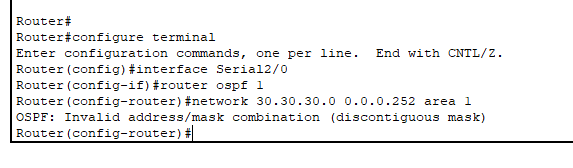 Router#
Router#configure terminal
Enter configuration commands, one per line.  End with CNTL/Z.
Router(config)#interface Serial2/0
Router(config-if)#router ospf 1
Router(config-router)#network 30.30.30.0 0.0.0.252 area 1
OSPF: Invalid address/mask combination (discontiguous mask)
Router(config-router)#